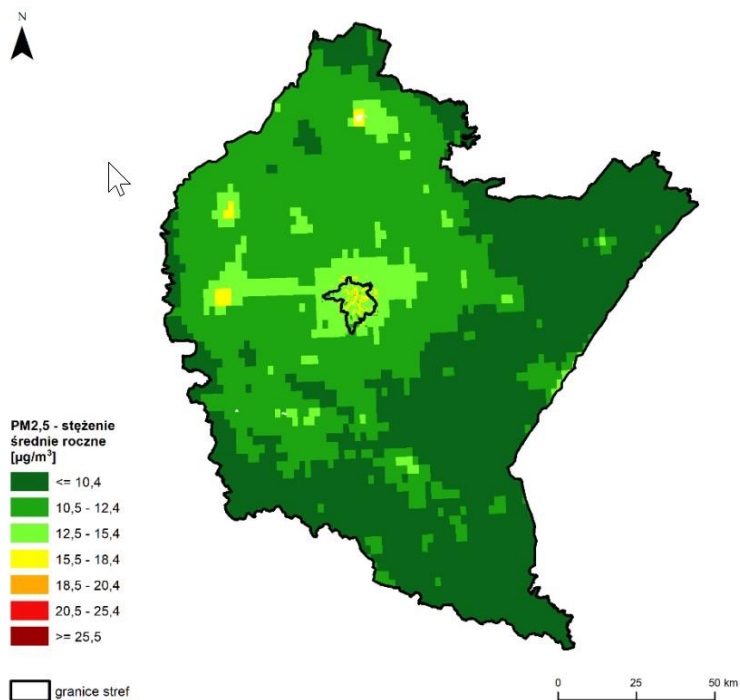 N
PM2,5 - stężenie
średnie roczne
[µg/m³]
<= 10,4
10,5 - 12,4
12,5 - 15,4
15,5 - 18,4
18,5 - 20,4
20,5 - 25,4
>= 25,5
granice stref
0 25 50 km